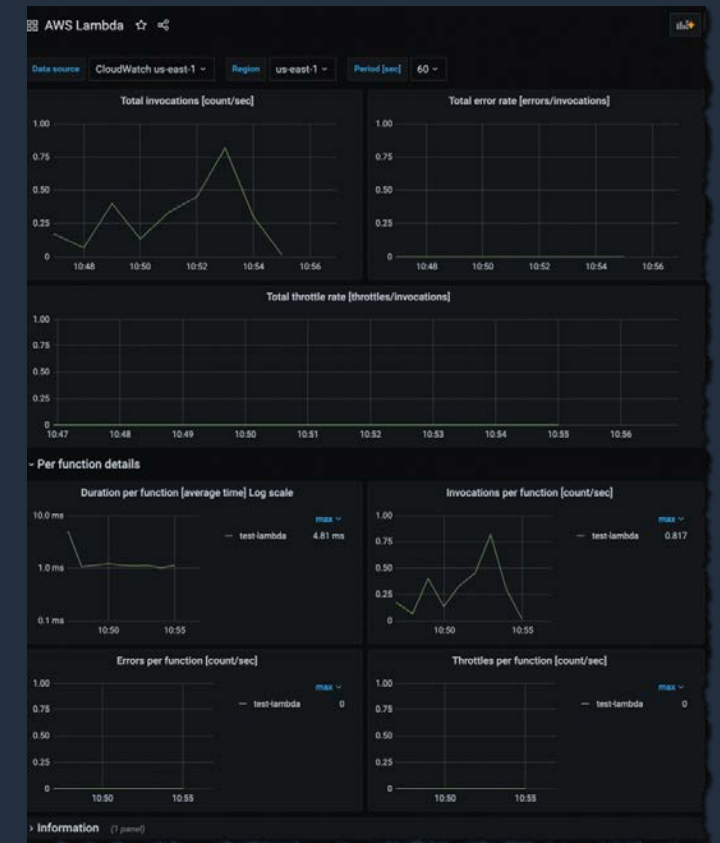 AWS Lambda
Data source CloudWatch us-east-1 Region us-east-1 Period [sec] 60
Total invocations [count/sec]
1.00
0.75
0.50
0.25
0
10:48 10:50 10:52 10:54 10:56
Total error rate [errors/invocations]
1.00
0.75
0.50
0.25
0
10:48 10:50 10:52 10:54 10:56
Total throttle rate [throttles/invocations]
1.00
0.75
0.50
0.25
0
10:47 10:48 10:49 10:50 10:51 10:52 10:53 10:54 10:55 10:56
Per function details
Duration per function [average time] Log scale
10.0 ms
1.0 ms
0.1 ms
10:50 10:55
max
test-lambda 4.81 ms
Invocations per function [count/sec]
1.00
0.75
0.50
0.25
0
10:50 10:55
max
test-lambda 0.817
Errors per function [count/sec]
1.00
0.75
0.50
0.25
0
10:50 10:55
max
test-lambda 0
Throttles per function [count/sec]
1.00
0.75
0.50
0.25
0
10:50 10:55
max
test-lambda 0
Information (1 panel)